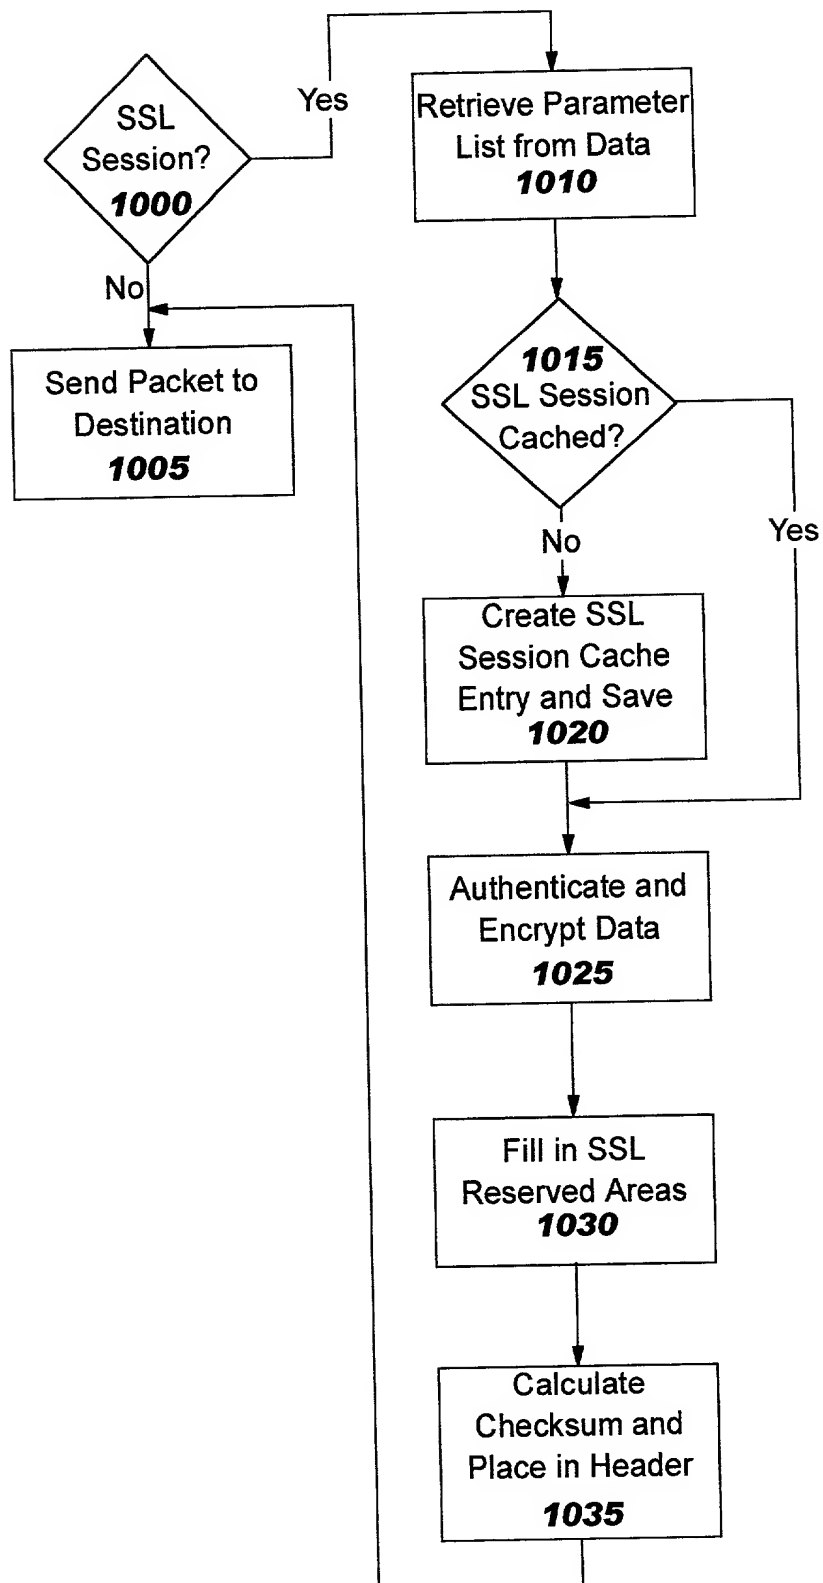 SSL
Session?
1000
Yes
No
Send Packet to
Destination
1005
Retrieve Parameter
List from Data
1010
1015
SSL Session
Cached?
Yes
No
Create SSL
Session Cache
Entry and Save
1020
Authenticate and
Encrypt Data
1025
Fill in SSL
Reserved Areas
1030
Calculate
Checksum and
Place in Header
1035